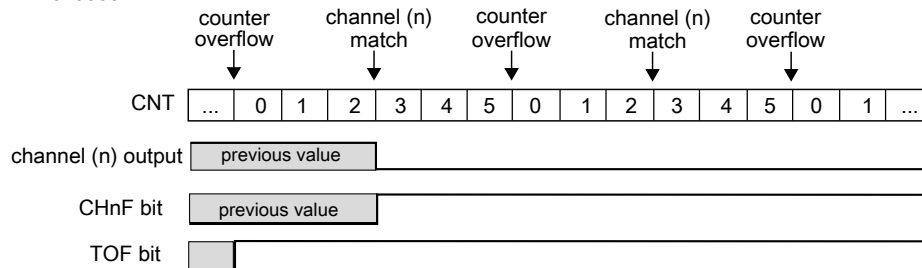 counter overflow channel (n) match counter overflow channel (n) match counter overflow
CNT ... 0 1 2 3 4 5 0 1 2 3 4 5 0 1 ...
channel (n) output previous value
CHnF bit previous value
TOF bit